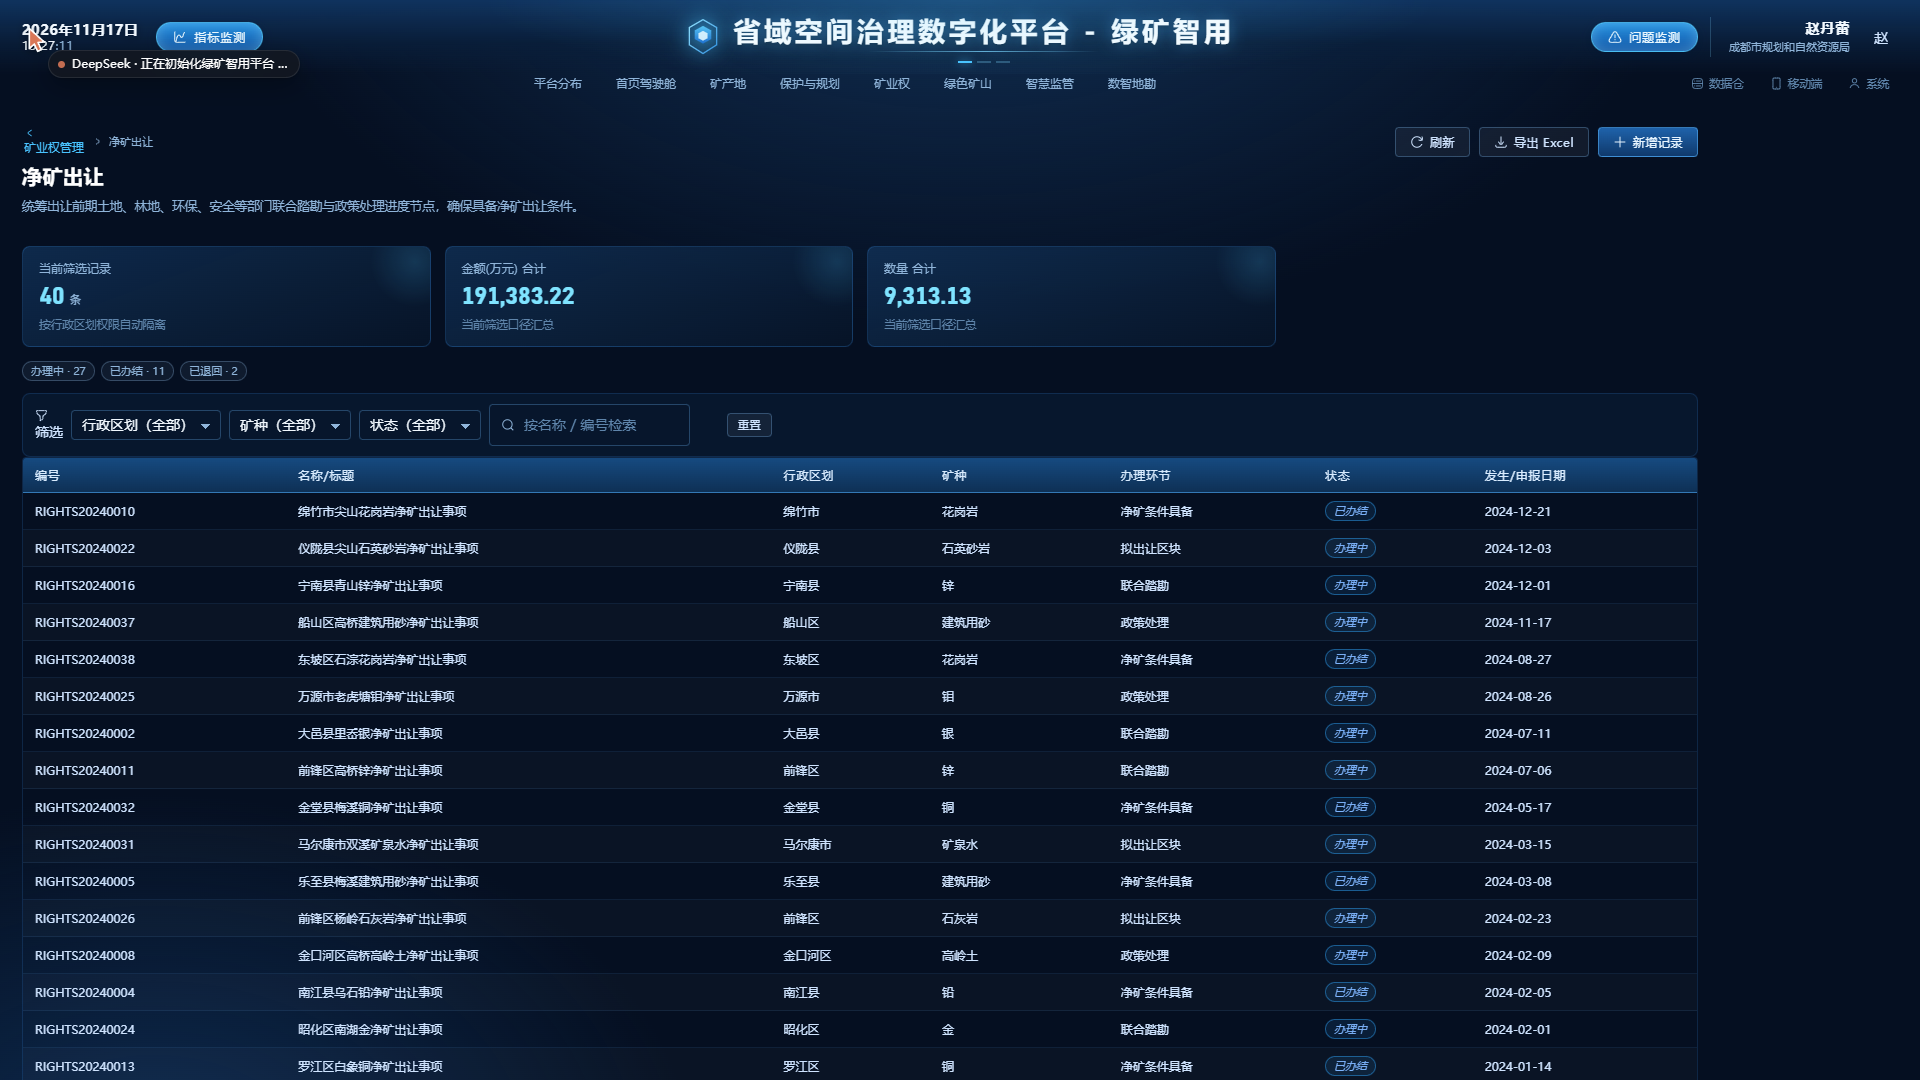 2026年11月17日
指标监测
DeepSeek · 正在初始化绿矿智用平台 ...
省域空间治理数字化平台 - 绿矿智用
问题监测
赵丹蕾
成都市规划和自然资源局
赵
平台分布
首页驾驶舱
矿产地
保护与规划
矿业权
绿色矿山
智慧监管
数智地勘
数据仓
移动端
系统
矿业权管理
净矿出让
刷新
导出 Excel
新增记录
净矿出让
统筹出让前期土地、林地、环保、安全等部门联合踏勘与政策处理进度节点，确保具备净矿出让条件。
当前筛选记录
40 条
按行政区划权限自动隔离
金额(万元) 合计
191,383.22
当前筛选口径汇总
数量 合计
9,313.13
当前筛选口径汇总
办理中 · 27
已办结 · 11
已退回 · 2
筛选
行政区划（全部）
矿种（全部）
状态（全部）
按名称 / 编号检索
重置
编号 名称/标题 行政区划 矿种 办理环节 状态 发生/申报日期
RIGHTS20240010 绵竹市尖山花岗岩净矿出让事项 绵竹市 花岗岩 净矿条件具备 已办结 2024-12-21
RIGHTS20240022 仪陇县尖山石英砂岩净矿出让事项 仪陇县 石英砂岩 拟出让区块 办理中 2024-12-03
RIGHTS20240016 宁南县青山锌净矿出让事项 宁南县 锌 联合踏勘 办理中 2024-12-01
RIGHTS20240037 船山区高桥建筑用砂净矿出让事项 船山区 建筑用砂 政策处理 办理中 2024-11-17
RIGHTS20240038 东坡区石淙花岗岩净矿出让事项 东坡区 花岗岩 净矿条件具备 已办结 2024-08-27
RIGHTS20240025 万源市老虎塘钼净矿出让事项 万源市 钼 政策处理 办理中 2024-08-26
RIGHTS20240002 大邑县里岙银净矿出让事项 大邑县 银 联合踏勘 办理中 2024-07-11
RIGHTS20240011 前锋区高桥锌净矿出让事项 前锋区 锌 联合踏勘 办理中 2024-07-06
RIGHTS20240032 金堂县梅溪铜净矿出让事项 金堂县 铜 净矿条件具备 已办结 2024-05-17
RIGHTS20240031 马尔康市双溪矿泉水净矿出让事项 马尔康市 矿泉水 拟出让区块 办理中 2024-03-15
RIGHTS20240005 乐至县梅溪建筑用砂净矿出让事项 乐至县 建筑用砂 净矿条件具备 已办结 2024-03-08
RIGHTS20240026 前锋区杨岭石灰岩净矿出让事项 前锋区 石灰岩 拟出让区块 办理中 2024-02-23
RIGHTS20240008 金口河区高桥高岭土净矿出让事项 金口河区 高岭土 政策处理 办理中 2024-02-09
RIGHTS20240004 南江县乌石铅净矿出让事项 南江县 铅 净矿条件具备 已办结 2024-02-05
RIGHTS20240024 昭化区南湖金净矿出让事项 昭化区 金 联合踏勘 办理中 2024-02-01
RIGHTS20240013 罗江区白象铜净矿出让事项 罗江区 铜 净矿条件具备 已办结 2024-01-14